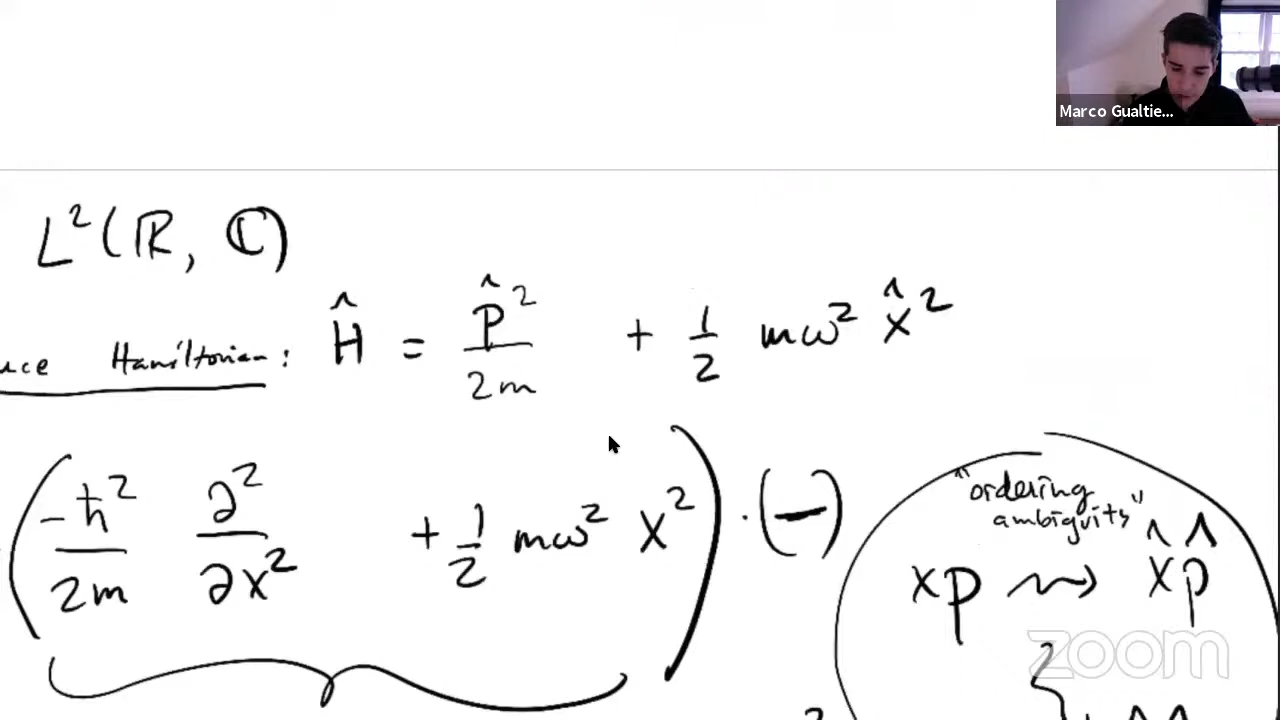 Marco Gualtie...
L²(ℝ, ℂ)
Hamiltonian: Ĥ = P̂²/2m + 1/2 mω² x̂²
(-ħ²/2m ∂²/∂x² + 1/2 mω² x²) · (—)
"ordering
ambiguity"
xp ⇝ x̂p̂
zoom